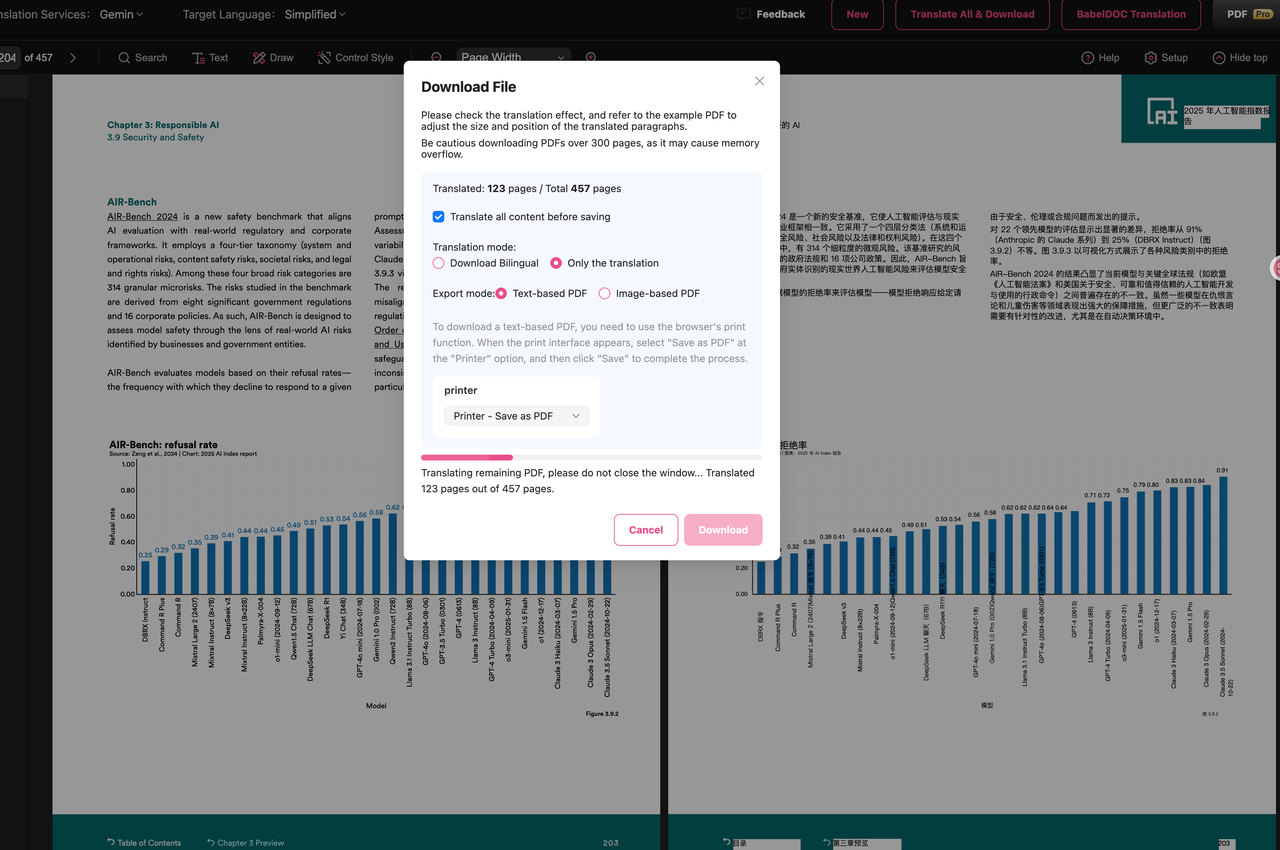 nslation Services: Gemin
Target Language: Simplified
Feedback
New
Translate All & Download
BabelDOC Translation
PDF Pro
204 of 457
Search
Text
Draw
Control Style
Page Width
Help
Setup
Hide top
Chapter 3: Responsible AI
3.9 Security and Safety
AIR-Bench
AIR-Bench 2024 is a new safety benchmark that aligns
AI evaluation with real-world regulatory and corporate
frameworks. It employs a four-tier taxonomy (system and
operational risks, content safety risks, societal risks, and legal
and rights risks). Among these four broad risk categories are
314 granular microrisks. The risks studied in the benchmark
are derived from eight significant government regulations
and 16 corporate policies. As such, AIR-Bench is designed to
assess model safety through the lens of real-world AI risks
identified by businesses and government entities.
AIR-Bench evaluates models based on their refusal rates—
the frequency with which they decline to respond to a given
prompt
Assessm
variabili
Claude
3.9.3 vi
The re
misalig
regulati
Order o
and Us
safegua
inconsis
particul
AIR-Bench: refusal rate
Source: Zeng et al., 2024 | Chart: 2025 AI Index report
1.00
0.80
0.60
0.40
0.20
0.00
Refusal rate
0.25
0.29
0.32
0.35
0.39
0.41
0.44
0.44
0.45
0.49
0.51
0.53
0.54
0.56
0.58
0.62
DBRX Instruct
Command R Plus
Command R
Mistral Large 2 (2407)
Mixtral Instruct (8x7B)
DeepSeek v3
Mixtral Instruct (8x22B)
Palmyra-X-004
o1-mini (2024-09-12)
Qwen1.5 Chat (72B)
DeepSeek LLM Chat (67B)
DeepSeek R1
Yi Chat (34B)
GPT-4o mini (2024-07-18)
Gemini 1.0 Pro (002)
Qwen2 Instruct (72B)
Llama 3.1 Turbo Instruct (8B)
GPT-4o (2024-08-06)
GPT-3.5 Turbo (0301)
GPT-4 (0613)
Llama 3 Instruct (8B)
GPT-4 Turbo (2024-04-09)
o3-mini (2025-01-31)
Gemini 1.5 Flash
o1 (2024-12-17)
Claude 3 Haiku (2024-03-07)
Gemini 1.5 Pro
Claude 3 Opus (2024-02-29)
Claude 3.5 Sonnet (2024-10-22)
Model
Figure 3.9.2
Table of Contents
Chapter 3 Preview
203
Download File
Please check the translation effect, and refer to the example PDF to
adjust the size and position of the translated paragraphs.
Be cautious downloading PDFs over 300 pages, as it may cause memory
overflow.
Translated: 123 pages / Total 457 pages
Translate all content before saving
Translation mode:
Download Bilingual
Only the translation
Export mode:
Text-based PDF
Image-based PDF
To download a text-based PDF, you need to use the browser's print
function. When the print interface appears, select "Save as PDF" at
the "Printer" option, and then click "Save" to complete the process.
printer
Printer - Save as PDF
Translating remaining PDF, please do not close the window... Translated
123 pages out of 457 pages.
Cancel
Download
的 AI
AI
2025 年人工智能指数报
告
24 是一个新的安全基准，它使人工智能评估与现实
业框架相一致。它采用了一个四层分类法（系统和运
全风险、社会风险以及法律和权利风险）。在这四个
中，有 314 个细粒度的微观风险。该基准研究的风
的政府法规和 16 项公司政策。因此，AIR-Bench 旨
府实体识别的现实世界人工智能风险来评估模型安全
模型的拒绝率来评估模型——模型拒绝响应给定请
由于安全、伦理或合规问题而发出的提示。
对 22 个领先模型的评估显示出显著的差异，拒绝率从 91%
（Anthropic 的 Claude 系列）到 25%（DBRX Instruct）（图
3.9.2）不等。图 3.9.3 以可视化方式展示了各种风险类别中的拒绝
率。
AIR-Bench 2024 的结果凸显了当前模型与关键全球法规（如欧盟
《人工智能法案》和美国关于安全、可靠和值得信赖的人工智能开发
与使用的行政命令）之间普遍存在的不一致。虽然一些模型在仇恨言
论和儿童伤害等领域表现出强大的保障措施，但更广泛的不一致表明
需要有针对性的改进，尤其是在自动决策环境中。
拒绝率
图表：2025 年 AI Index 报告
0.20
0.00
0.32
0.35
0.39
0.41
0.44
0.44
0.45
0.49
0.51
0.53
0.54
0.56
0.58
0.62
0.62
0.62
0.64
0.64
0.71
0.72
0.75
0.79
0.80
0.83
0.83
0.84
0.91
DBRX 指令
Command R Plus
Command R
DeepSeek v3
Mixtral Instruct (8x22B)
Palmyra-X-004
o1-mini (2024-09-12)
DeepSeek LLM 聊天 (67B)
GPT-4o mini (2024-07-18)
Llama 3.1 Turbo Instruct (8B)
GPT-4 (0613)
Llama 3 Instruct (8B)
GPT-4 Turbo (2024-04-09)
o3-mini (2025-01-31)
Gemini 1.5 Flash
o1 (2024-12-17)
Claude 3 Haiku (2024-03-07)
Gemini 1.5 Pro
Claude 3 Opus (2024-02-29)
Claude 3.5 Sonnet (2024-
10-22)
模型
图 3.9.2
目录
第三章预览
203